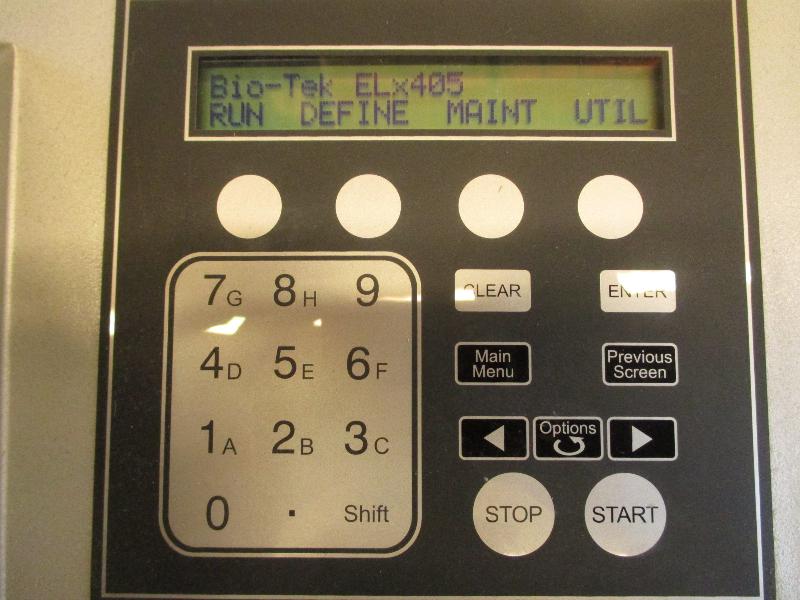 Bio-Tek ELx405
RUN DEFINE MAINT UTIL
7G 8H 9
CLEAR ENTER
4D 5E 6F
Main Menu
Previous Screen
1A 2B 3C
Options
0 . Shift
STOP START